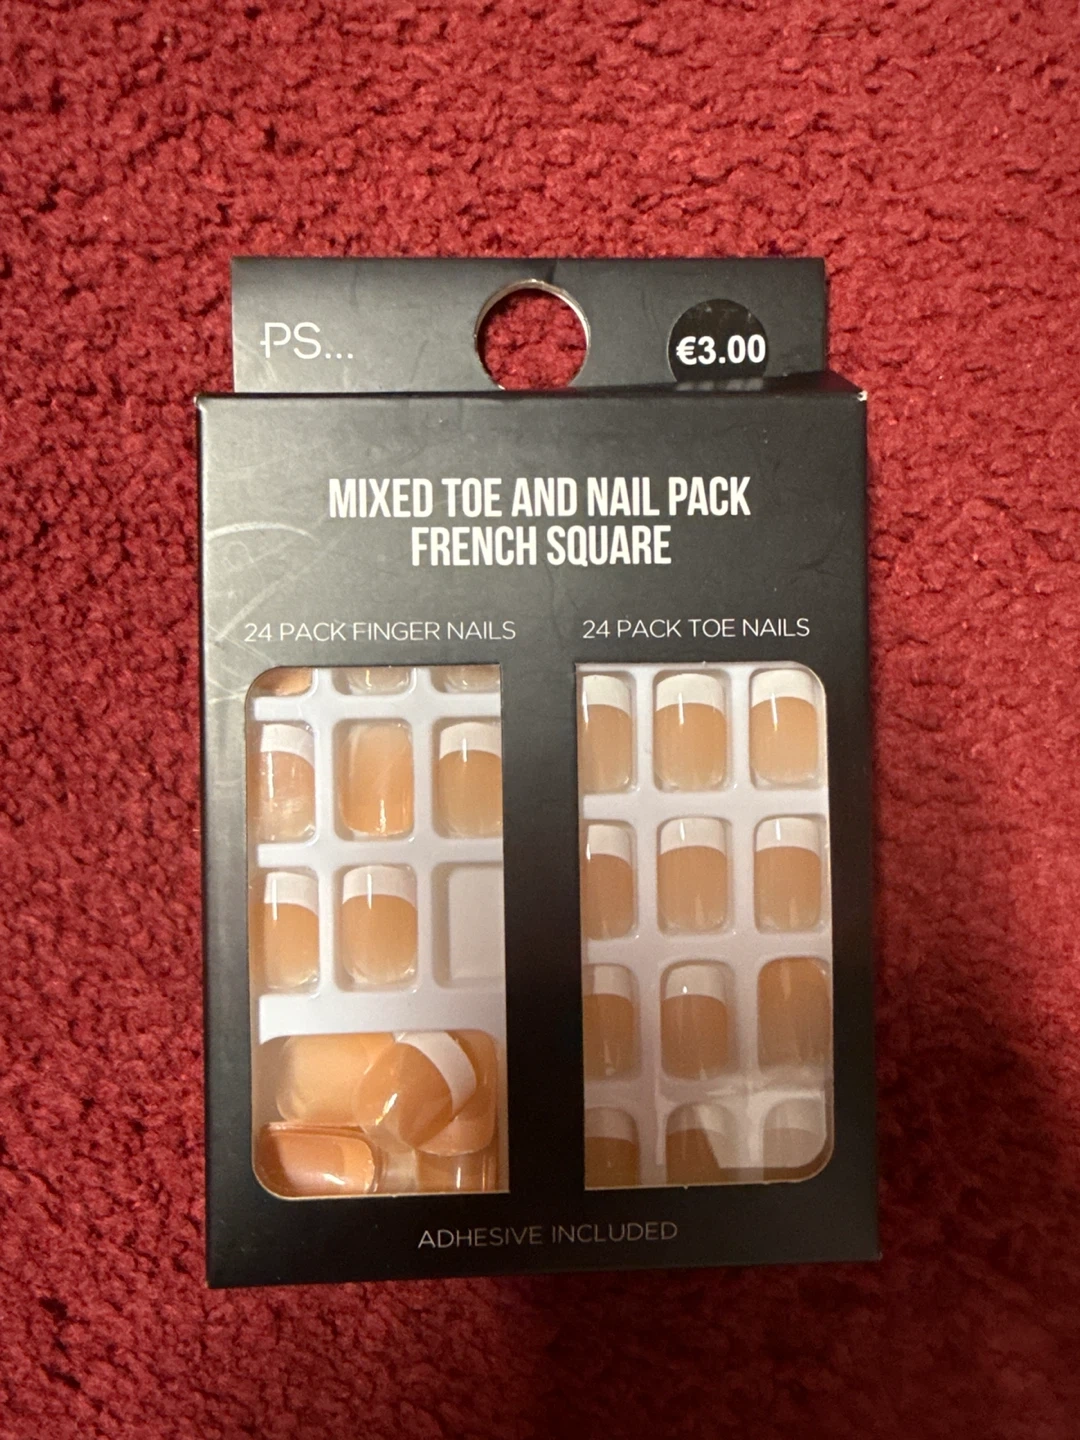 PS...
€3.00
MIXED TOE AND NAIL PACK
FRENCH SQUARE
24 PACK FINGER NAILS
24 PACK TOE NAILS
ADHESIVE INCLUDED